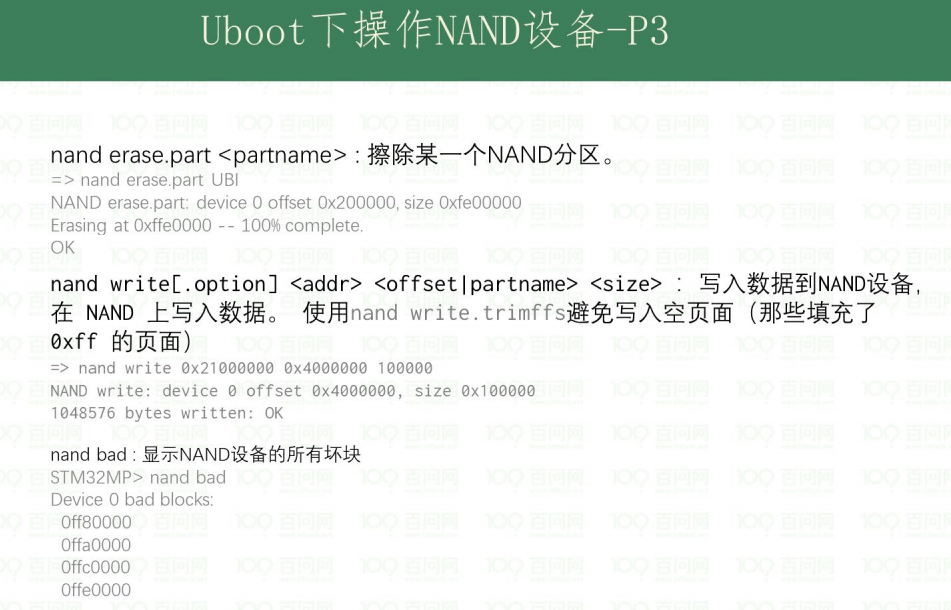 Uboot下操作NAND设备-P3
nand erase.part <partname> : 擦除某一个NAND分区。
=> nand erase.part UBI
NAND erase.part: device 0 offset 0x200000, size 0xfe00000
Erasing at 0xffe0000 -- 100% complete.
OK
nand write[.option] <addr> <offset|partname> <size> : 写入数据到NAND设备,
在 NAND 上写入数据。 使用nand write.trimffs避免写入空页面（那些填充了
0xff 的页面）
=> nand write 0x21000000 0x4000000 100000
NAND write: device 0 offset 0x4000000, size 0x100000
1048576 bytes written: OK
nand bad : 显示NAND设备的所有坏块
STM32MP> nand bad
Device 0 bad blocks:
0ff80000
0ffa0000
0ffc0000
0ffe0000